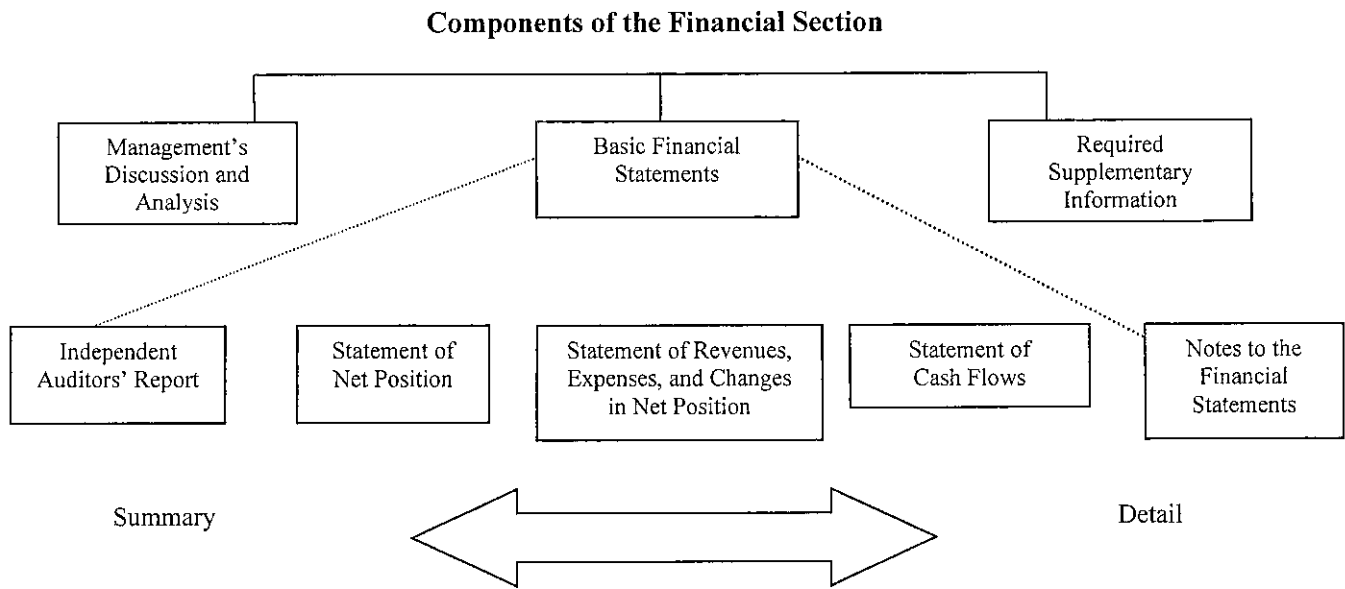 Components of the Financial Section
Management's
Discussion and
Analysis
Basic Financial
Statements
Required
Supplementary
Information
Independent
Auditors' Report
Statement of
Net Position
Statement of Revenues,
Expenses, and Changes
in Net Position
Statement of
Cash Flows
Notes to the
Financial
Statements
Summary
Detail